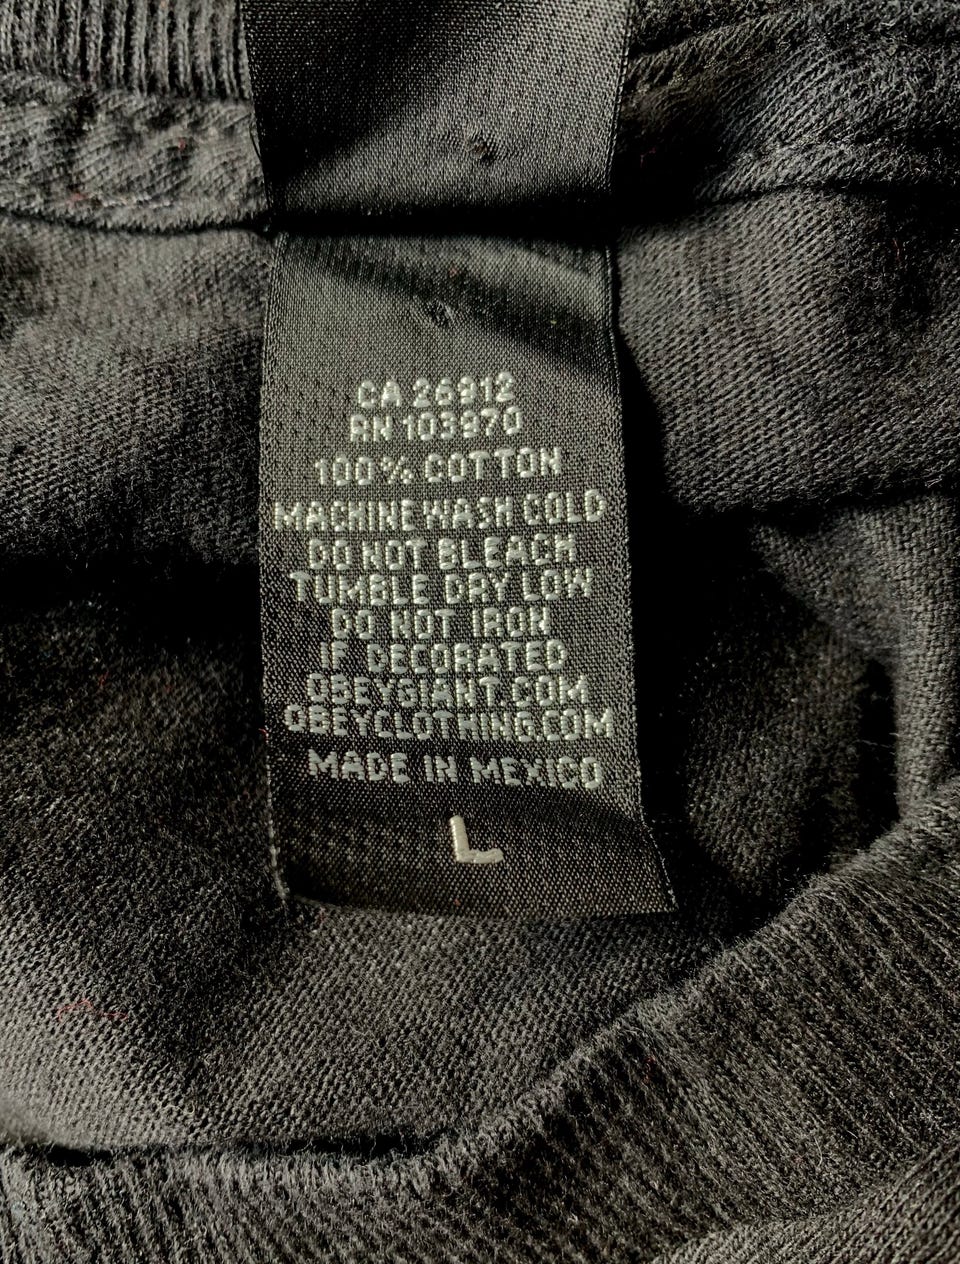 CA 26912
RN 103870
100% COTTON
MACHINE WASH COLD
DO NOT BLEACH
TUMBLE DRY LOW
DO NOT IRON
IF DECORATED
OBEYGIANT.COM
OBEYCLOTHING.COM
MADE IN MEXICO
L